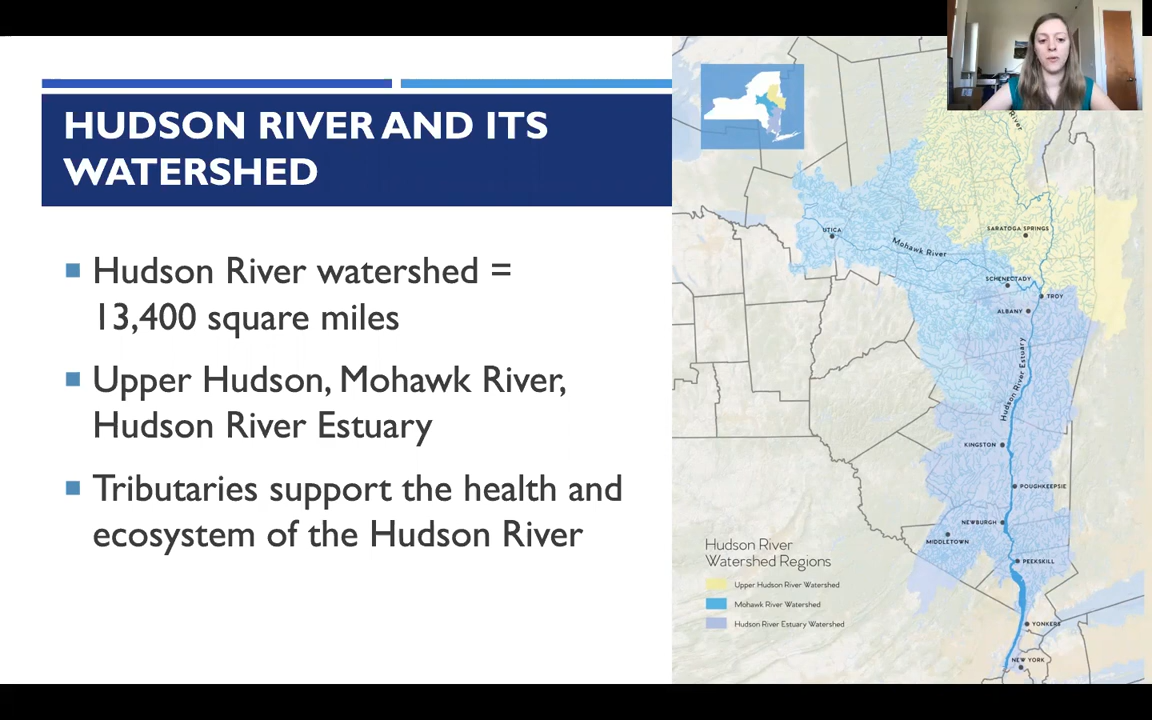 HUDSON RIVER AND ITS
WATERSHED
Hudson River watershed =
13,400 square miles
Upper Hudson, Mohawk River,
Hudson River Estuary
Tributaries support the health and
ecosystem of the Hudson River
River
UTICA
Mohawk River
SARATOGA SPRINGS
SCHENECTADY
TROY
ALBANY
Hudson River Estuary
KINGSTON
POUGHKEEPSIE
NEWBURGH
MIDDLETOWN
PEEKSKILL
YONKERS
NEW YORK
Hudson River
Watershed Regions
Upper Hudson River Watershed
Mohawk River Watershed
Hudson River Estuary Watershed